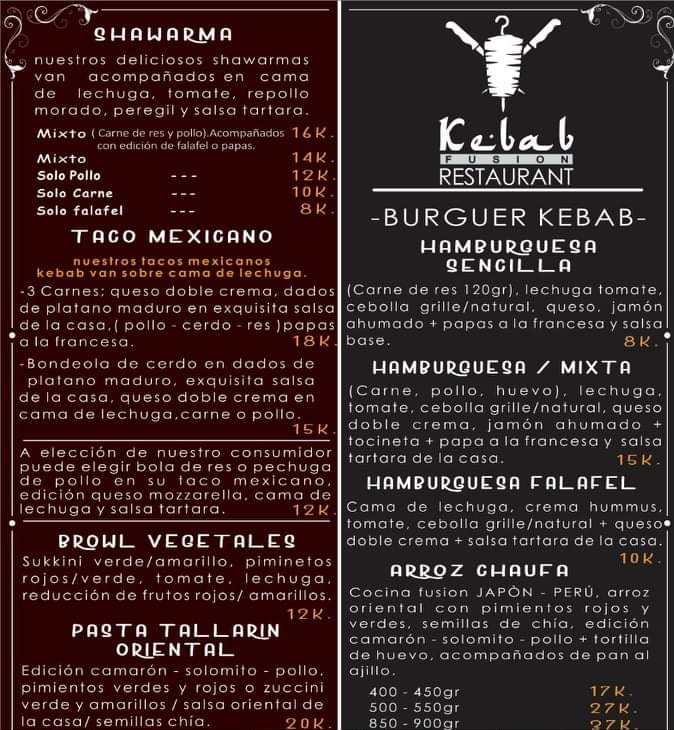 SHAWARMA
nuestros deliciosos shawarmas
van acompañados en cama
de lechuga, tomate, repollo
morado, peregil y salsa tartara.
Mixto ( Carne de res y pollo).Acompañados 16K.
con edición de falafel o papas.
Mixto 14K.
Solo Pollo --- 12K.
Solo Carne --- 10K.
Solo falafel --- 8K.
TACO MEXICANO
nuestros tacos mexicanos
kebab van sobre cama de lechuga.
-3 Carnes: queso doble crema, dados
de platano maduro en exquisita salsa
de la casa,( pollo - cerdo - res )papas
a la francesa. 18K.
-Bondeola de cerdo en dados de
platano maduro, exquisita salsa
de la casa, queso doble crema en
cama de lechuga,carne o pollo.
15K.
A elección de nuestro consumidor
puede elegir bola de res o pechuga
de pollo en su taco mexicano,
edición queso mozzarella, cama de
lechuga y salsa tartara. 12K.
BROWL VEGETALES
Sukkini verde/amarillo, piminetos
rojos/verde, tomate, lechuga,
reducción de frutos rojos/ amarillos.
12K.
PASTA TALLARIN
ORIENTAL
Edición camarón - solomito - pollo,
pimientos verdes y rojos o zuccini
verde y amarillos / salsa oriental de
la casa/ semillas chía. 20K.
Kebab
FUSION
RESTAURANT
-BURGUER KEBAB-
HAMBURGUESA
SENCILLA
(Carne de res 120gr), lechuga tomate,
cebolla grille/natural, queso, jamón
ahumado + papas a la francesa y salsa
base. 8K.
HAMBURGUESA / MIXTA
(Carne, pollo, huevo), lechuga,
tomate, cebolla grille/natural, queso
doble crema, jamón ahumado +
tocineta + papa a la francesa y salsa
tartara de la casa. 15K.
HAMBURGUESA FALAFEL
Cama de lechuga, crema hummus,
tomate, cebolla grille/natural + queso
doble crema + salsa tartara de la casa.
10K.
ARROZ CHAUFA
Cocina fusion JAPÒN - PERÚ, arroz
oriental con pimientos rojos y
verdes, semillas de chía, edición
camarón - solomito - pollo + tortilla
de huevo, acompañados de pan al
ajillo.
400 - 450gr 17K.
500 - 550gr 27K.
850 - 900gr 37K.